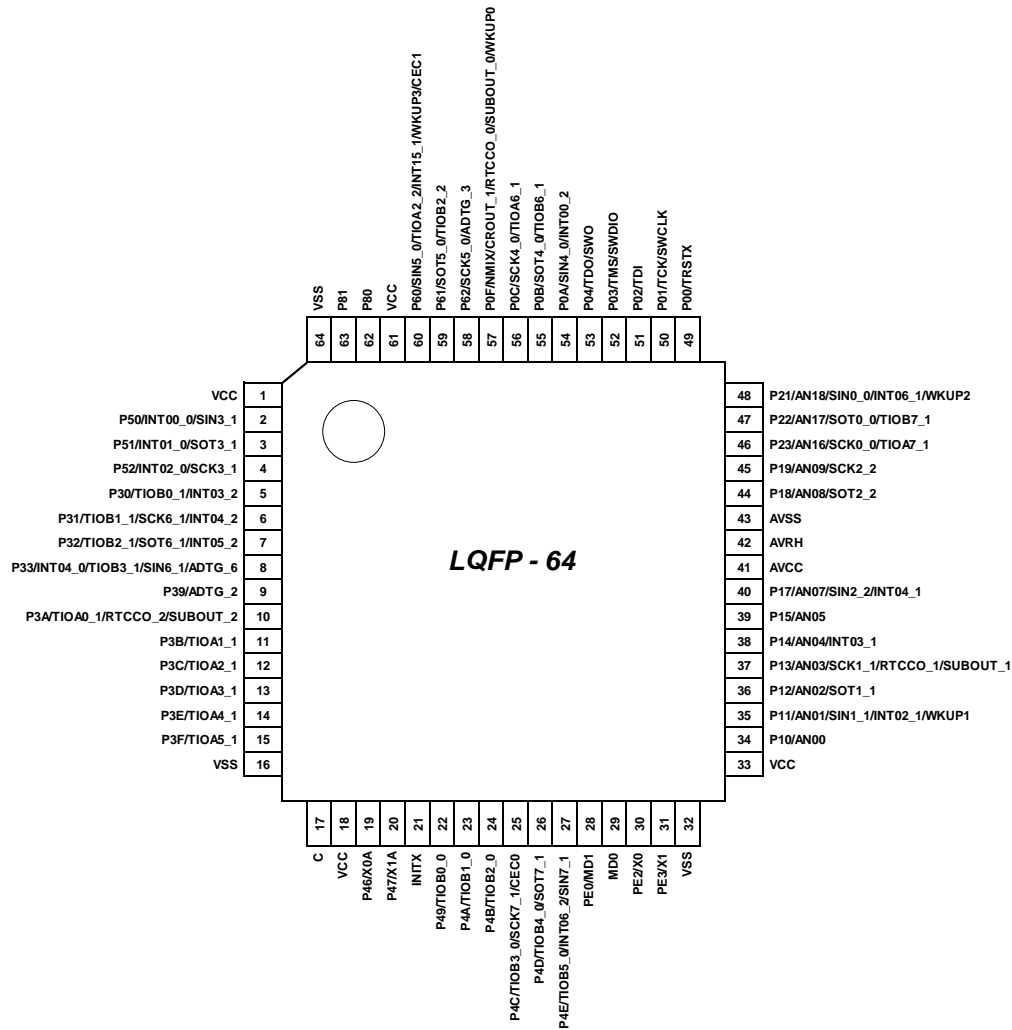 VSS
P81
P80
VCC
P60/SIN5_0/TIOA2_2/INT15_1/WKUP3/CEC1
P61/SOT5_0/TIOB2_2
P62/SCK5_0/ADTG_3
P0F/NMIX/CROUT_1/RTCCO_0/SUBOUT_0/WKUP0
P0C/SCK4_0/TIOA6_1
P0B/SOT4_0/TIOB6_1
P0A/SIN4_0/INT00_2
P04/TDO/SWO
P03/TMS/SWDIO
P02/TDI
P01/TCK/SWCLK
P00/TRSTX
64 63 62 61 60 59 58 57 56 55 54 53 52 51 50 49
VCC 1
P50/INT00_0/SIN3_1 2
P51/INT01_0/SOT3_1 3
P52/INT02_0/SCK3_1 4
P30/TIOB0_1/INT03_2 5
P31/TIOB1_1/SCK6_1/INT04_2 6
P32/TIOB2_1/SOT6_1/INT05_2 7
P33/INT04_0/TIOB3_1/SIN6_1/ADTG_6 8
P39/ADTG_2 9
P3A/TIOA0_1/RTCCO_2/SUBOUT_2 10
P3B/TIOA1_1 11
P3C/TIOA2_1 12
P3D/TIOA3_1 13
P3E/TIOA4_1 14
P3F/TIOA5_1 15
VSS 16
LQFP - 64
48 P21/AN18/SIN0_0/INT06_1/WKUP2
47 P22/AN17/SOT0_0/TIOB7_1
46 P23/AN16/SCK0_0/TIOA7_1
45 P19/AN09/SCK2_2
44 P18/AN08/SOT2_2
43 AVSS
42 AVRH
41 AVCC
40 P17/AN07/SIN2_2/INT04_1
39 P15/AN05
38 P14/AN04/INT03_1
37 P13/AN03/SCK1_1/RTCCO_1/SUBOUT_1
36 P12/AN02/SOT1_1
35 P11/AN01/SIN1_1/INT02_1/WKUP1
34 P10/AN00
33 VCC
17 18 19 20 21 22 23 24 25 26 27 28 29 30 31 32
C
VCC
P46/X0A
P47/X1A
INITX
P49/TIOB0_0
P4A/TIOB1_0
P4B/TIOB2_0
P4C/TIOB3_0/SCK7_1/CEC0
P4D/TIOB4_0/SOT7_1
P4E/TIOB5_0/INT06_2/SIN7_1
PE0/MD1
MD0
PE2/X0
PE3/X1
VSS